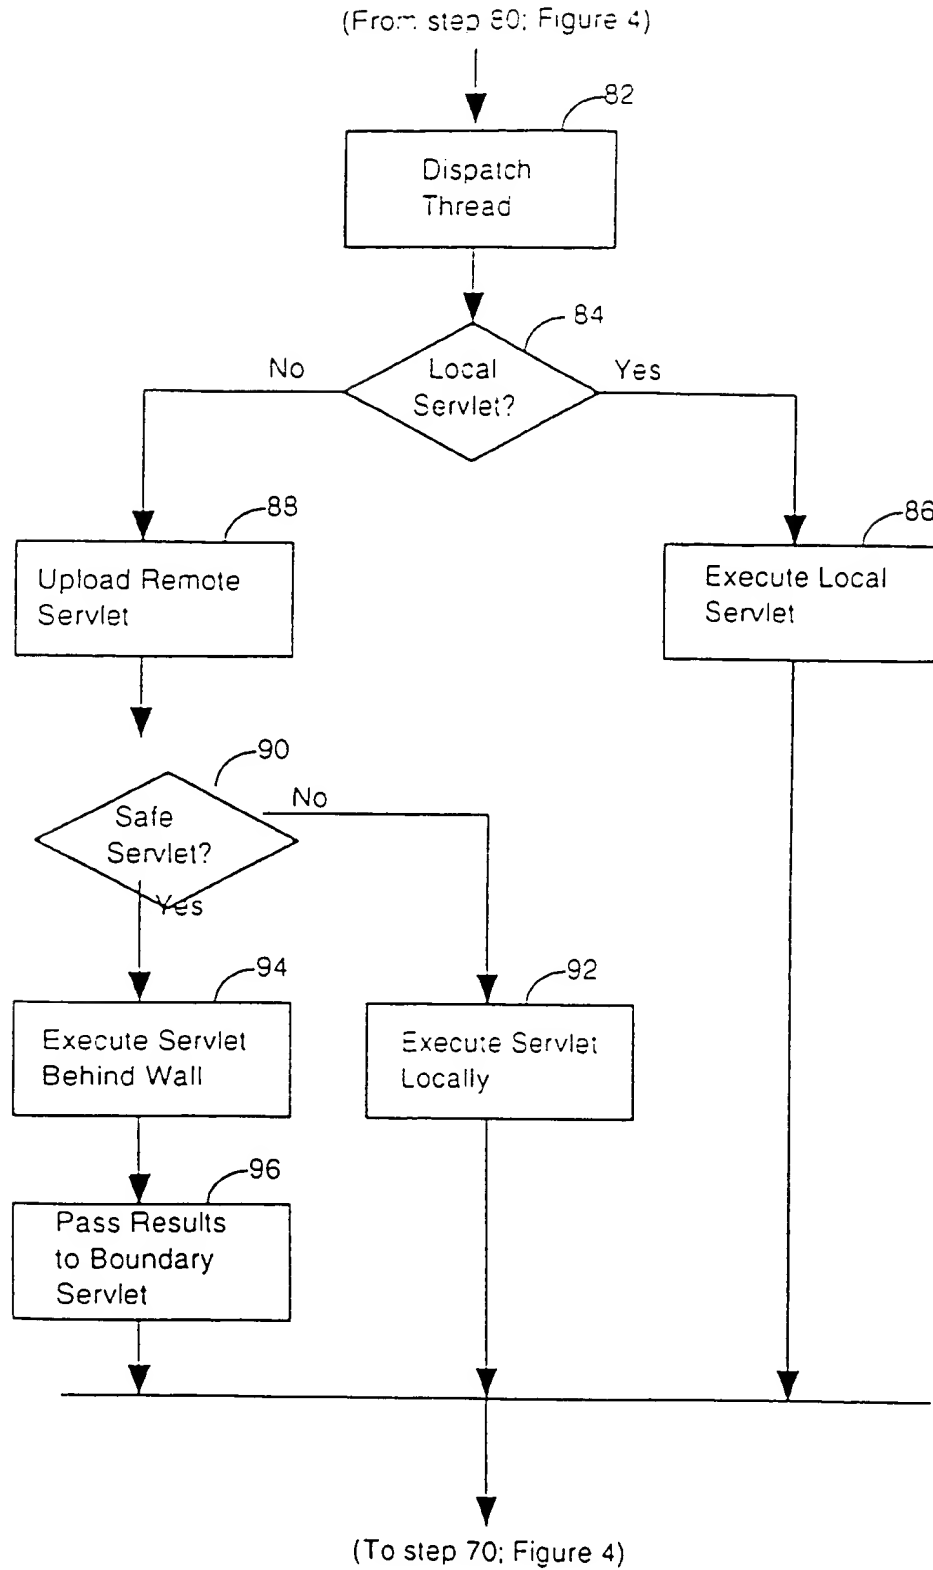 (From step 80; Figure 4)
82
Dispatch
Thread
84
No
Local
Servlet?
Yes
88
86
Upload Remote
Servlet
Execute Local
Servlet
90
No
Safe
Servlet?
Yes
94
92
Execute Servlet
Behind Wall
Execute Servlet
Locally
96
Pass Results
to Boundary
Servlet
(To step 70; Figure 4)